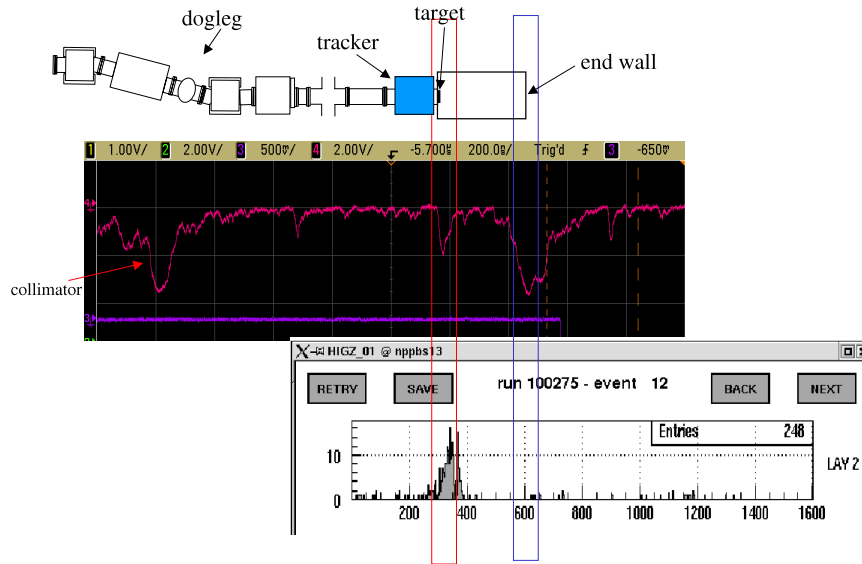 dogleg
tracker
target
end wall
1 1.00V/ 2 2.00V/ 3 500mV/ 4 2.00V/ -5.700 200.0 / Trig'd 3 -650mV
4
collimator
3
HIGZ_01 @ nppbs13
RETRY SAVE run 100275 - event 12 BACK NEXT
Entries 248
10
LAY 2
0
200 400 600 800 1000 1200 1400 1600